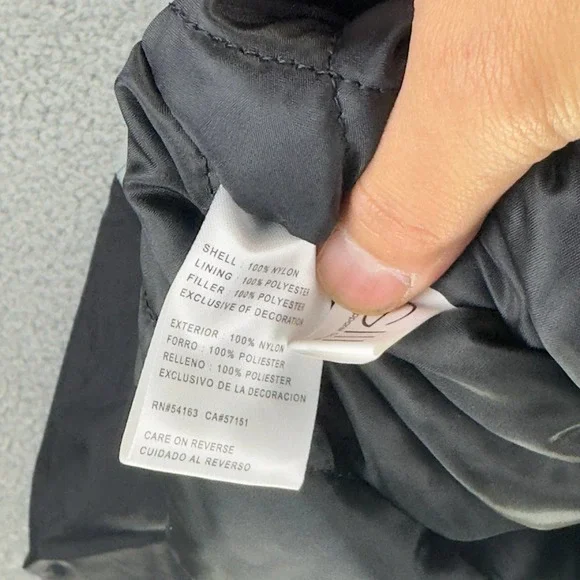 SHELL : 100% NYLON
LINING : 100% POLYESTER
FILLER : 100% POLYESTER
EXCLUSIVE OF DECORATION
EXTERIOR : 100% NYLON
FORRO : 100% POLIESTER
RELLENO : 100% POLIESTER
EXCLUSIVO DE LA DECORACION
RN#54163 CA#57151
CARE ON REVERSE
CUIDADO AL REVERSO